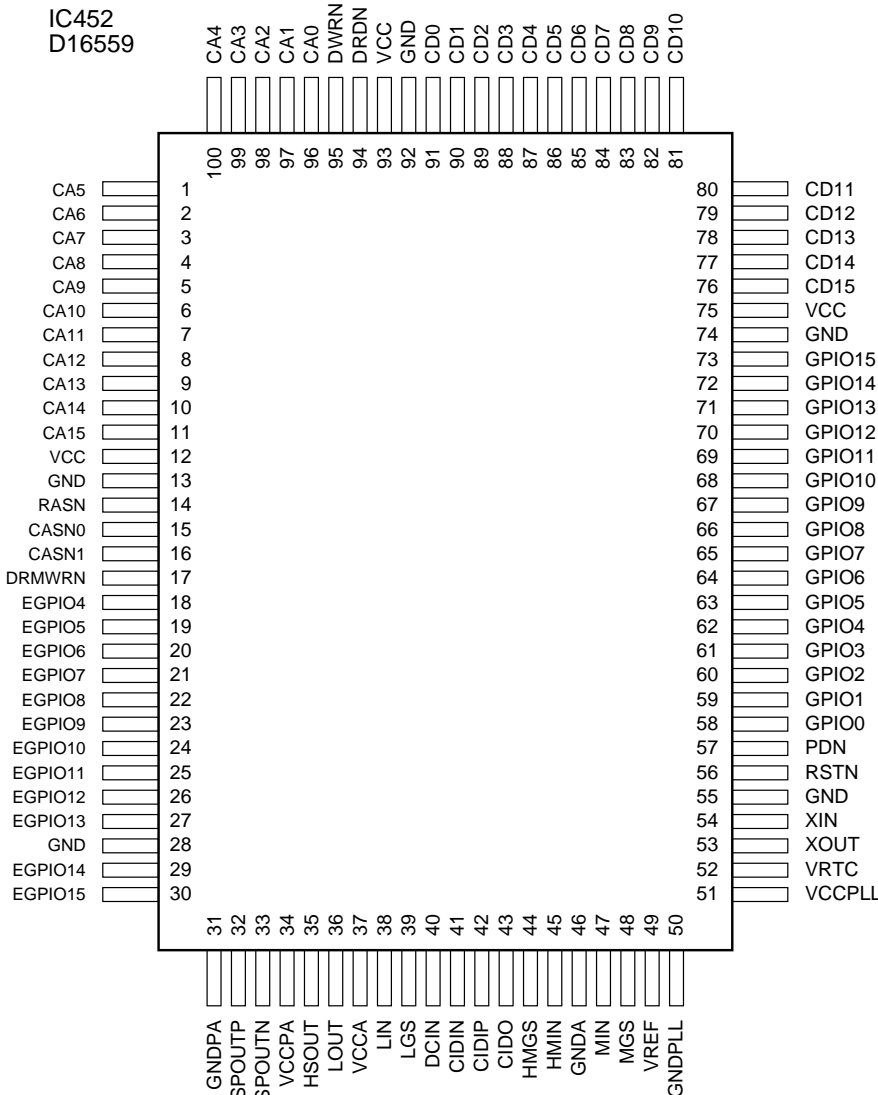 IC452
D16559
CA4
CA3
CA2
CA1
CA0
DWRN
DRDN
VCC
GND
CD0
CD1
CD2
CD3
CD4
CD5
CD6
CD7
CD8
CD9
CD10
100
99
98
97
96
95
94
93
92
91
90
89
88
87
86
85
84
83
82
81
CA5 1
CA6 2
CA7 3
CA8 4
CA9 5
CA10 6
CA11 7
CA12 8
CA13 9
CA14 10
CA15 11
VCC 12
GND 13
RASN 14
CASN0 15
CASN1 16
DRMWRN 17
EGPIO4 18
EGPIO5 19
EGPIO6 20
EGPIO7 21
EGPIO8 22
EGPIO9 23
EGPIO10 24
EGPIO11 25
EGPIO12 26
EGPIO13 27
GND 28
EGPIO14 29
EGPIO15 30
80 CD11
79 CD12
78 CD13
77 CD14
76 CD15
75 VCC
74 GND
73 GPIO15
72 GPIO14
71 GPIO13
70 GPIO12
69 GPIO11
68 GPIO10
67 GPIO9
66 GPIO8
65 GPIO7
64 GPIO6
63 GPIO5
62 GPIO4
61 GPIO3
60 GPIO2
59 GPIO1
58 GPIO0
57 PDN
56 RSTN
55 GND
54 XIN
53 XOUT
52 VRTC
51 VCCPLL
31
32
33
34
35
36
37
38
39
40
41
42
43
44
45
46
47
48
49
50
GNDPA
SPOUTP
SPOUTN
VCCPA
HSOUT
LOUT
VCCA
LIN
LGS
DCIN
CIDIN
CIDIP
CIDO
HMGS
HMIN
GNDA
MIN
MGS
VREF
GNDPLL